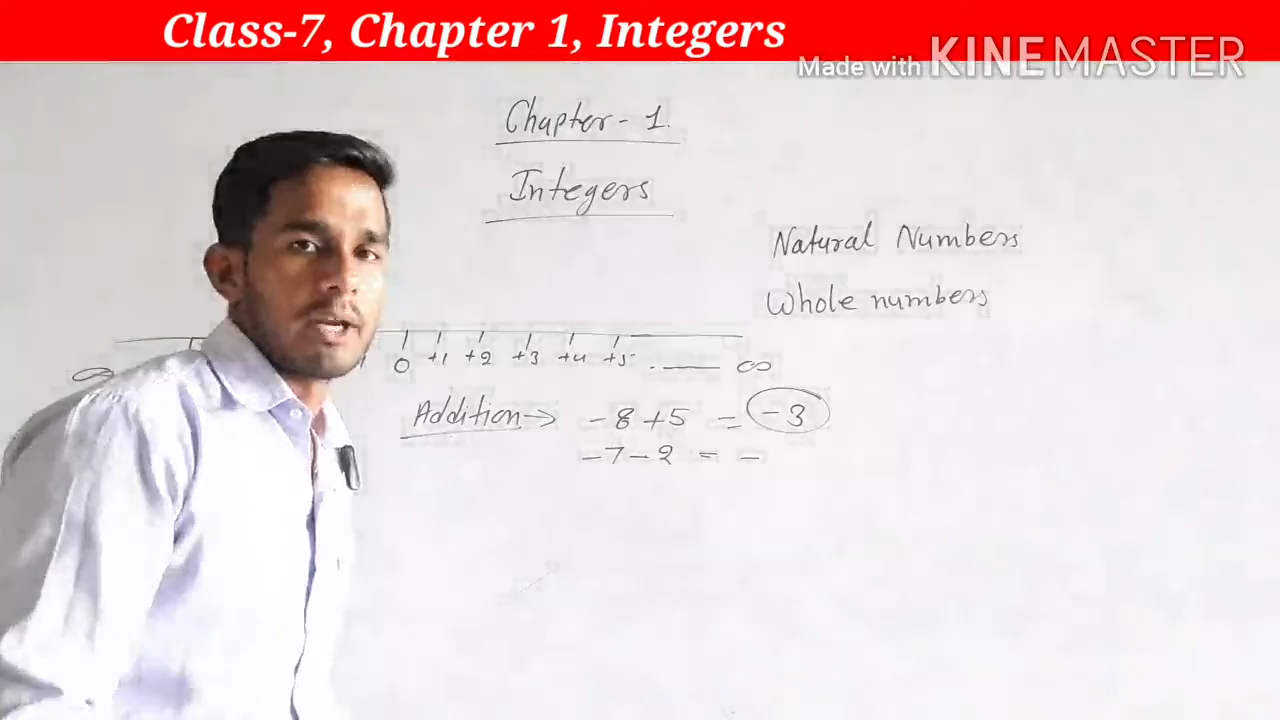 Class-7, Chapter 1, Integers
Made with KINEMASTER
Chapter - 1.
Integers
Natural Numbers
Whole numbers
∞ 0 +1 +2 +3 +4 +5 . ___ ∞
Addition → -8 +5 = -3
-7 -2 = -